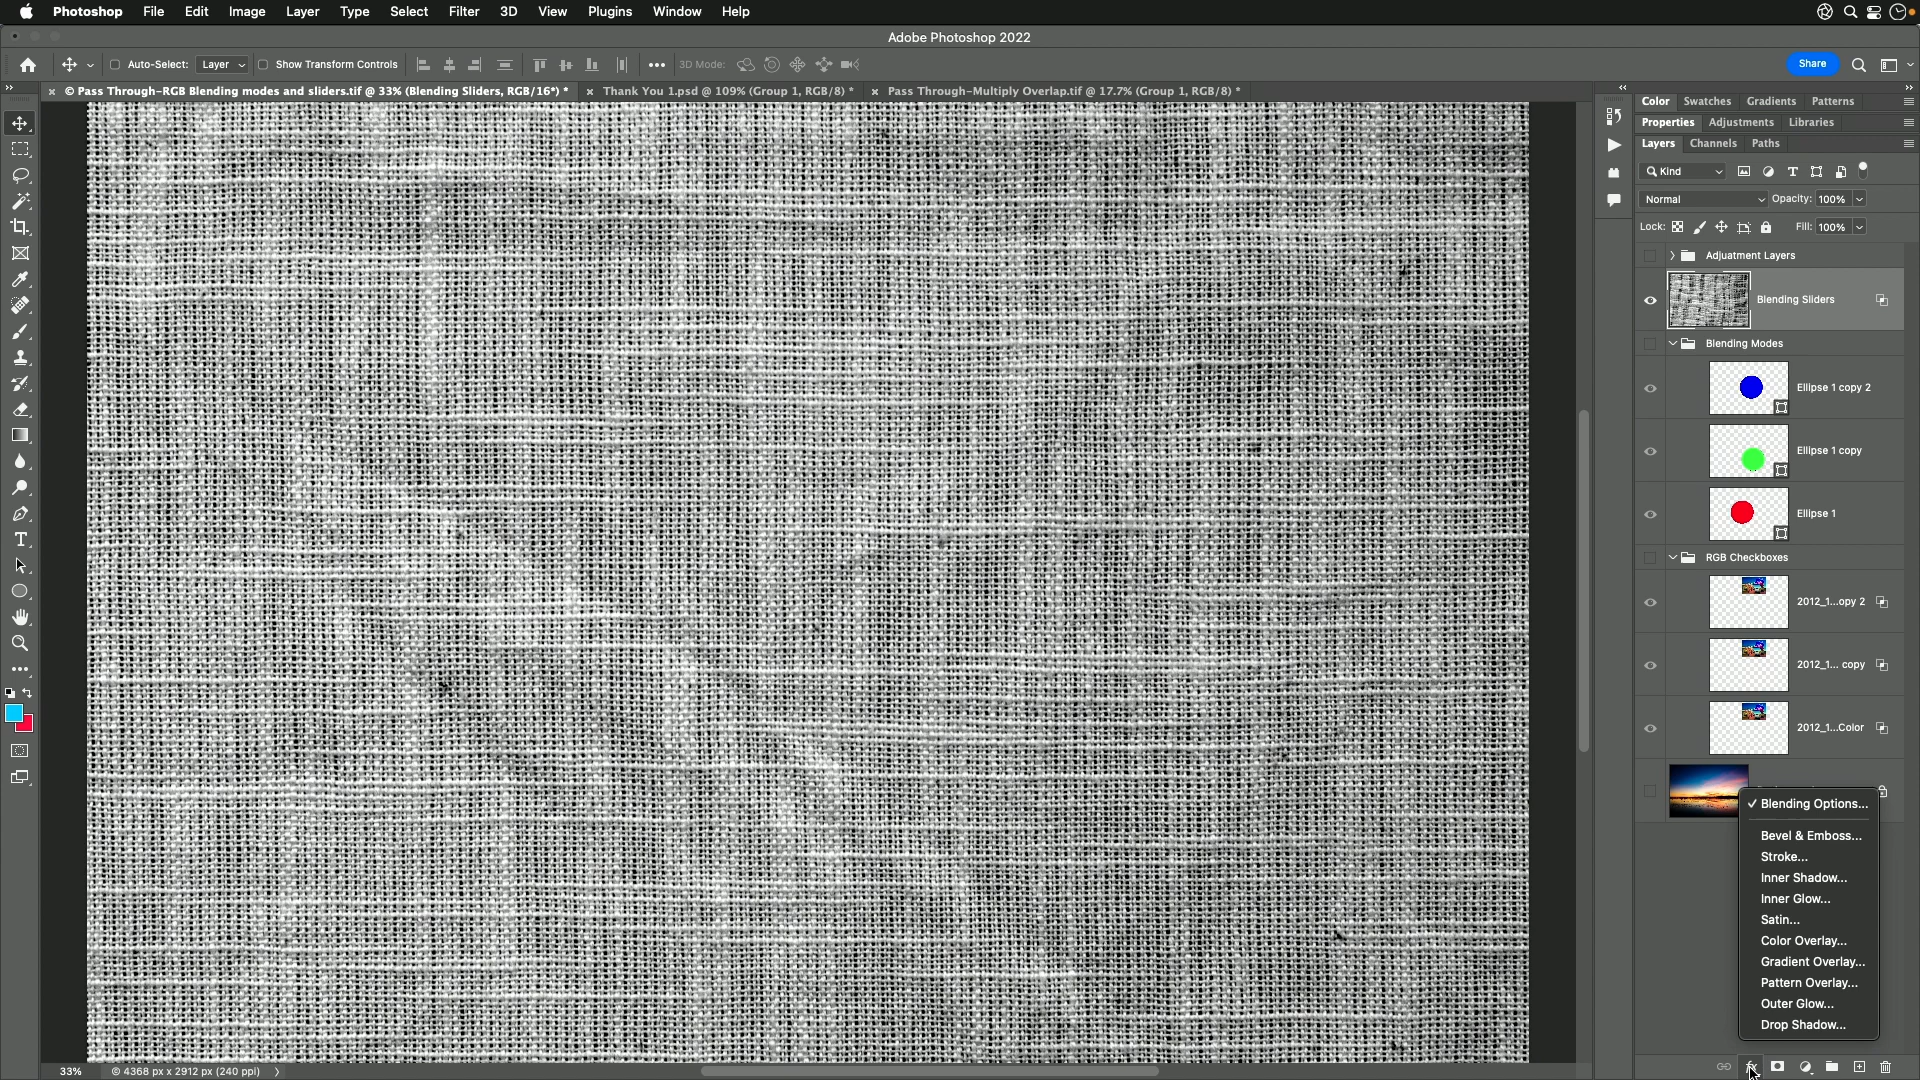 Photoshop File Edit Image Layer Type Select Filter 3D View Plugins Window Help
Adobe Photoshop 2022
Auto-Select: Layer Show Transform Controls 3D Mode: Share
© Pass Through-RGB Blending modes and sliders.tif @ 33% (Blending Sliders, RGB/16*) * Thank You 1.psd @ 109% (Group 1, RGB/8) * Pass Through-Multiply Overlap.tif @ 17.7% (Group 1, RGB/8) *
Color Swatches Gradients Patterns
Properties Adjustments Libraries
Layers Channels Paths
Kind
Normal Opacity: 100%
Lock: Fill: 100%
Adjuatment Layers
Blending Sliders
Blending Modes
Ellipse 1 copy 2
Ellipse 1 copy
Ellipse 1
RGB Checkboxes
2012_1...opy 2
2012_1... copy
2012_1...Color
Blending Options...
Bevel & Emboss...
Stroke...
Inner Shadow...
Inner Glow...
Satin...
Color Overlay...
Gradient Overlay...
Pattern Overlay...
Outer Glow...
Drop Shadow...
33% © 4368 px x 2912 px (240 ppi)